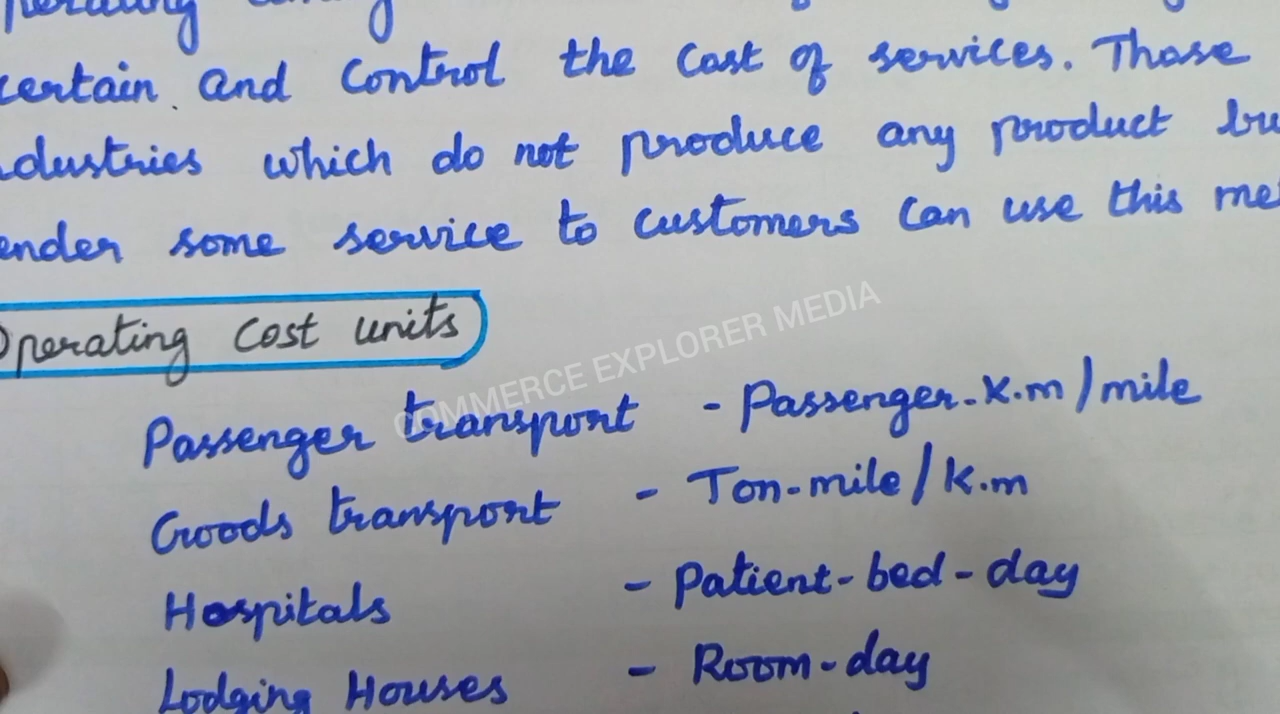 certain and control the cost of services. Those
ndustries which do not produce any product bu
ender some service to customers can use this me
Operating cost units
COMMERCE EXPLORER MEDIA
Passenger transport - Passenger.K.m/mile
Goods transport - Ton-mile/K.m
Hospitals - Patient-bed-day
Lodging Houses - Room-day